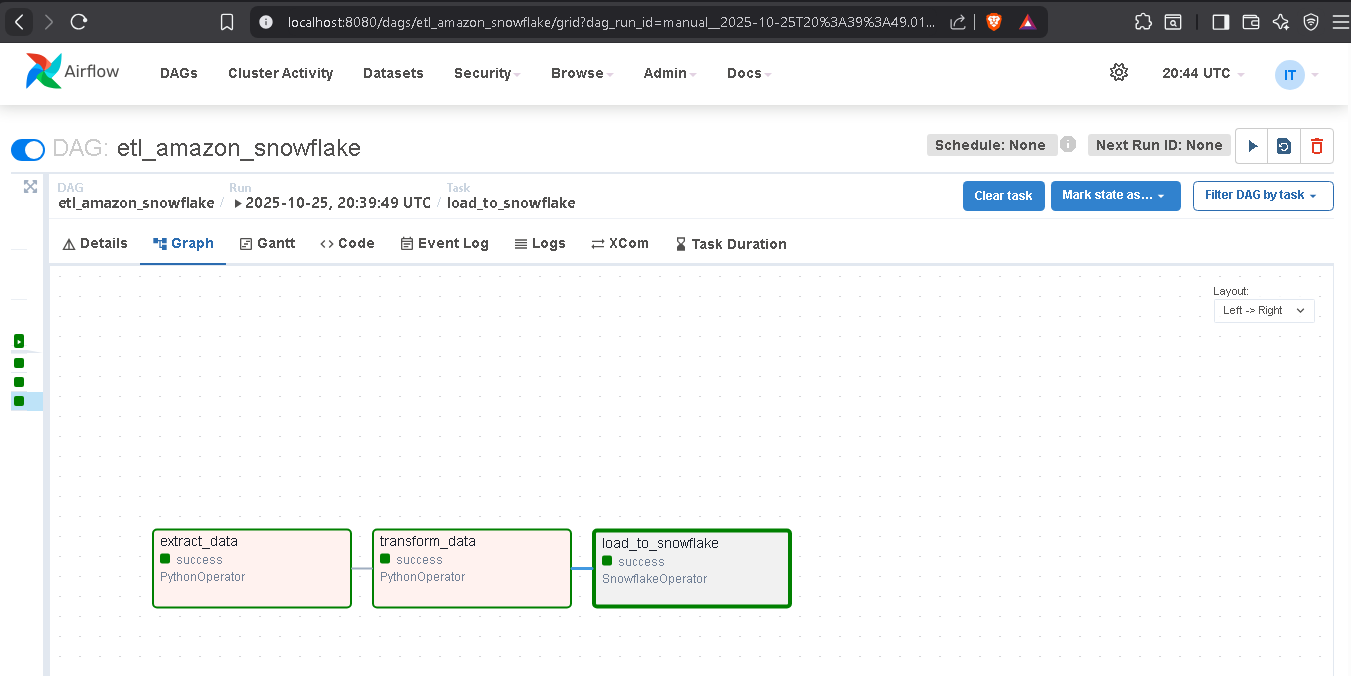 localhost:8080/dags/etl_amazon_snowflake/grid?dag_run_id=manual__2025-10-25T20%3A39%3A49.01...
Airflow DAGs Cluster Activity Datasets Security Browse Admin Docs 20:44 UTC IT
DAG: etl_amazon_snowflake Schedule: None Next Run ID: None
DAG Run Task
etl_amazon_snowflake / 2025-10-25, 20:39:49 UTC / load_to_snowflake Clear task Mark state as... Filter DAG by task
Details Graph Gantt Code Event Log Logs XCom Task Duration
Layout:
Left -> Right
extract_data
success
PythonOperator
transform_data
success
PythonOperator
load_to_snowflake
success
SnowflakeOperator